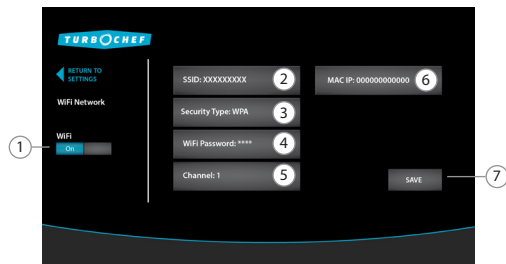 TURBOCHEF
RETURN TO
SETTINGS
WiFi Network
WiFi
On
1
SSID: XXXXXXXXX
2
Security Type: WPA
3
WiFi Password: ****
4
Channel: 1
5
MAC IP: 000000000000
6
SAVE
7